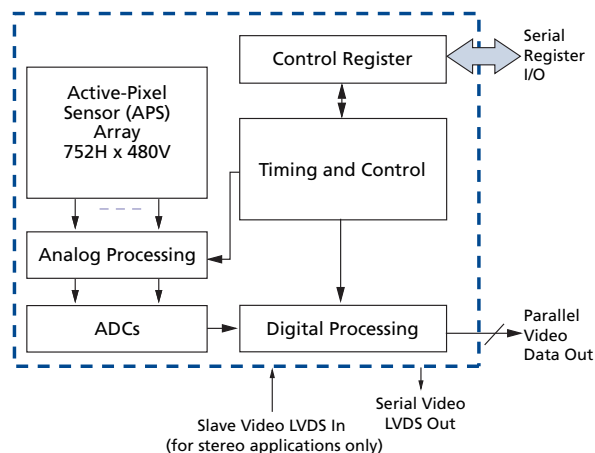 Control Register
Serial
Register
I/O
Active-Pixel
Sensor (APS)
Array
752H x 480V
Timing and Control
Analog Processing
ADCs
Digital Processing
Parallel
Video
Data Out
Slave Video LVDS In
(for stereo applications only)
Serial Video
LVDS Out